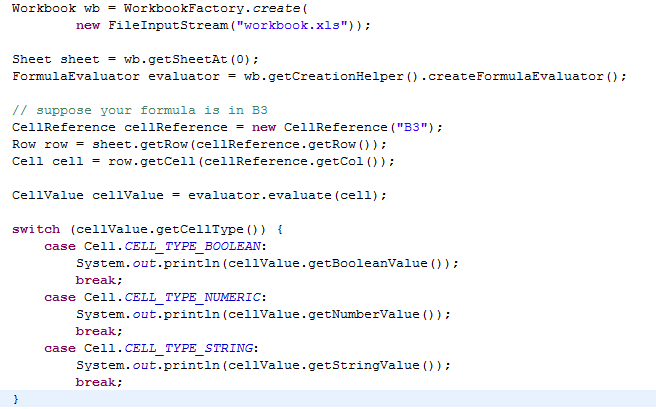 Workbook wb = WorkbookFactory.create(
        new FileInputStream("workbook.xls"));

Sheet sheet = wb.getSheetAt(0);
FormulaEvaluator evaluator = wb.getCreationHelper().createFormulaEvaluator();

// suppose your formula is in B3
CellReference cellReference = new CellReference("B3");
Row row = sheet.getRow(cellReference.getRow());
Cell cell = row.getCell(cellReference.getCol());

CellValue cellValue = evaluator.evaluate(cell);

switch (cellValue.getCellType()) {
    case Cell.CELL_TYPE_BOOLEAN:
        System.out.println(cellValue.getBooleanValue());
        break;
    case Cell.CELL_TYPE_NUMERIC:
        System.out.println(cellValue.getNumberValue());
        break;
    case Cell.CELL_TYPE_STRING:
        System.out.println(cellValue.getStringValue());
        break;
}